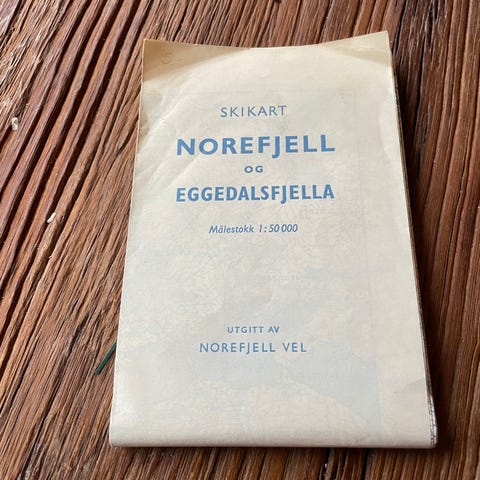 SKIKART
NOREFJELL
OG
EGGEDALSFJELLA
Målestokk 1:50 000
UTGITT AV
NOREFJELL VEL